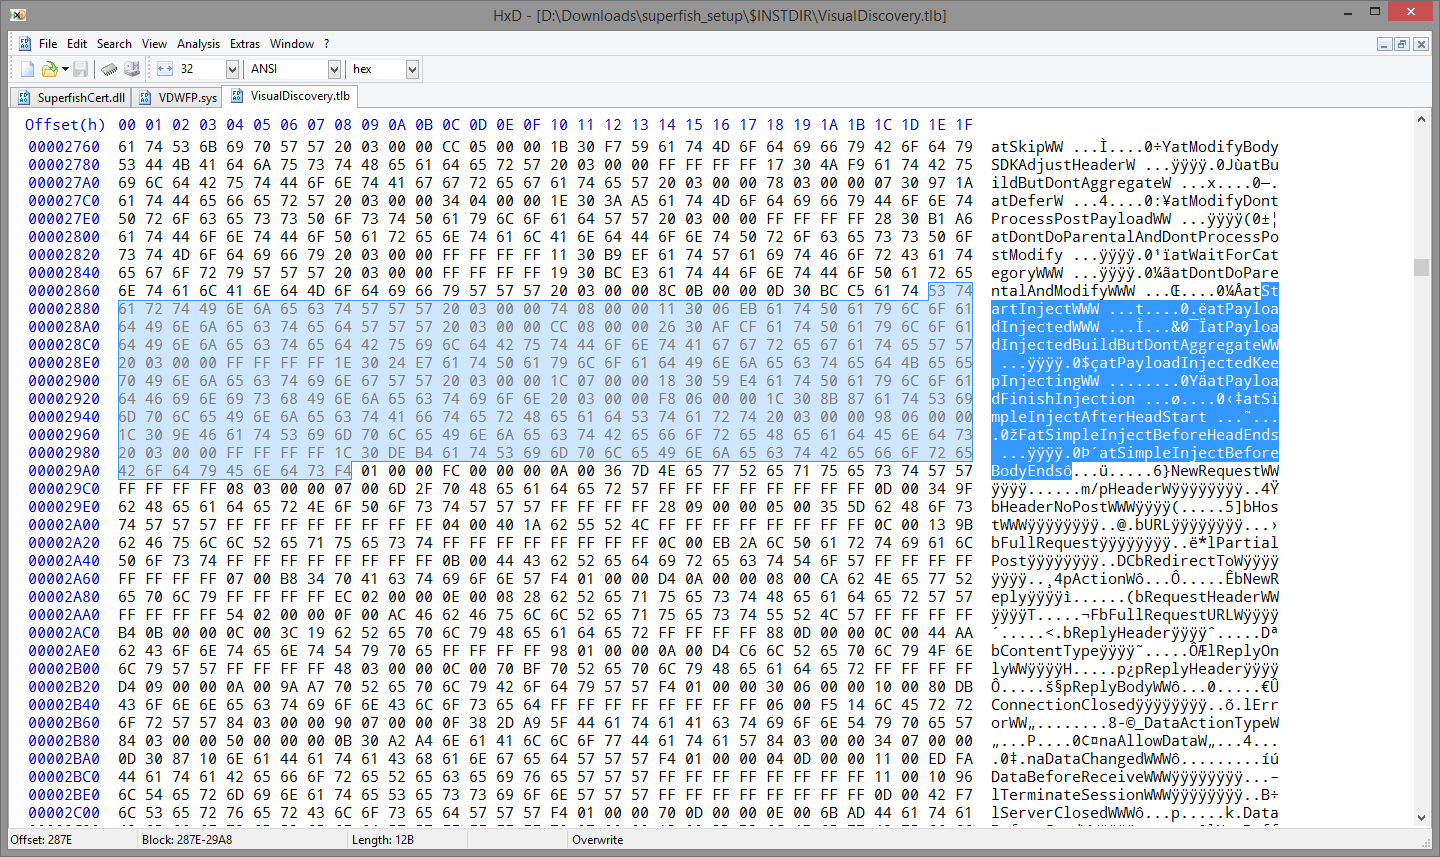 HxD - [D:\Downloads\superfish_setup\$INSTDIR\VisualDiscovery.tlb]
File Edit Search View Analysis Extras Window ?
32 ANSI hex
SuperfishCert.dll VDWFP.sys VisualDiscovery.tlb
Offset(h) 00 01 02 03 04 05 06 07 08 09 0A 0B 0C 0D 0E 0F 10 11 12 13 14 15 16 17 18 19 1A 1B 1C 1D 1E 1F
00002760 61 74 53 6B 69 70 57 57 20 03 00 00 CC 05 00 00 1B 30 F7 59 61 74 4D 6F 64 69 66 79 42 6F 64 79 atSkipWW ...Ì....0÷YatModifyBody
00002780 53 44 4B 41 64 6A 75 73 74 48 65 61 64 65 72 57 20 03 00 00 FF FF FF FF 17 30 4A F9 61 74 42 75 SDKAdjustHeaderW ...ÿÿÿÿ.0JùatBu
000027A0 69 6C 64 42 75 74 44 6F 6E 74 41 67 67 72 65 67 61 74 65 57 20 03 00 00 78 03 00 00 07 30 97 1A ildButDontAggregateW ...x....0—.
000027C0 61 74 44 65 66 65 72 57 20 03 00 00 34 04 00 00 1E 30 3A A5 61 74 4D 6F 64 69 66 79 44 6F 6E 74 atDeferW ...4....0:¥atModifyDont
000027E0 50 72 6F 63 65 73 73 50 6F 73 74 50 61 79 6C 6F 61 64 57 57 20 03 00 00 FF FF FF FF 28 30 B1 A6 ProcessPostPayloadWW ...ÿÿÿÿ(0±¦
00002800 61 74 44 6F 6E 74 44 6F 50 61 72 65 6E 74 61 6C 41 6E 64 44 6F 6E 74 50 72 6F 63 65 73 73 50 6F atDontDoParentalAndDontProcessPo
00002820 73 74 4D 6F 64 69 66 79 20 03 00 00 FF FF FF FF 11 30 B9 EF 61 74 57 61 69 74 46 6F 72 43 61 74 stModify ...ÿÿÿÿ.0¹ïatWaitForCat
00002840 65 67 6F 72 79 57 57 57 20 03 00 00 FF FF FF FF 19 30 BC E3 61 74 44 6F 6E 74 44 6F 50 61 72 65 egoryWWW ...ÿÿÿÿ.0¼ãatDontDoPare
00002860 6E 74 61 6C 41 6E 64 4D 6F 64 69 66 79 57 57 57 20 03 00 00 8C 0B 00 00 0D 30 BC C5 61 74 53 74 ntalAndModifyWWW ...Œ....0¼ÅatSt
00002880 61 72 74 49 6E 6A 65 63 74 57 57 57 20 03 00 00 74 08 00 00 11 30 06 EB 61 74 50 61 79 6C 6F 61 artInjectWWW ...t....0.ëatPayloa
000028A0 64 49 6E 6A 65 63 74 65 64 57 57 57 20 03 00 00 CC 08 00 00 26 30 AF CF 61 74 50 61 79 6C 6F 61 dInjectedWWW ...Ì...&0¯ÏatPayloa
000028C0 64 49 6E 6A 65 63 74 65 64 42 75 69 6C 64 42 75 74 44 6F 6E 74 41 67 67 72 65 67 61 74 65 57 57 dInjectedBuildButDontAggregateWW
000028E0 20 03 00 00 FF FF FF FF 1E 30 24 E7 61 74 50 61 79 6C 6F 61 64 49 6E 6A 65 63 74 65 64 4B 65 65  ...ÿÿÿÿ.0$çatPayloadInjectedKee
00002900 70 49 6E 6A 65 63 74 69 6E 67 57 57 20 03 00 00 1C 07 00 00 18 30 59 E4 61 74 50 61 79 6C 6F 61 pInjectingWW ........0YäatPayloa
00002920 64 46 69 6E 69 73 68 49 6E 6A 65 63 74 69 6F 6E 20 03 00 00 F8 06 00 00 1C 30 8B 87 61 74 53 69 dFinishInjection ...ø....0‹‡atSi
00002940 6D 70 6C 65 49 6E 6A 65 63 74 41 66 74 65 72 48 65 61 64 53 74 61 72 74 20 03 00 00 98 06 00 00 mpleInjectAfterHeadStart ...˜...
00002960 1C 30 9E 46 61 74 53 69 6D 70 6C 65 49 6E 6A 65 63 74 42 65 66 6F 72 65 48 65 61 64 45 6E 64 73 .0žFatSimpleInjectBeforeHeadEnds
00002980 20 03 00 00 FF FF FF FF 1C 30 DE B4 61 74 53 69 6D 70 6C 65 49 6E 6A 65 63 74 42 65 66 6F 72 65  ...ÿÿÿÿ.0Þ´atSimpleInjectBefore
000029A0 42 6F 64 79 45 6E 64 73 F4 01 00 00 FC 00 00 00 0A 00 36 7D 4E 65 77 52 65 71 75 65 73 74 57 57 BodyEndsô...ü.....6}NewRequestWW
000029C0 FF FF FF FF 08 03 00 00 07 00 6D 2F 70 48 65 61 64 65 72 57 FF FF FF FF FF FF FF FF 0D 00 34 9F ÿÿÿÿ......m/pHeaderWÿÿÿÿÿÿÿÿ..4Ÿ
000029E0 62 48 65 61 64 65 72 4E 6F 50 6F 73 74 57 57 57 FF FF FF FF 28 09 00 00 05 00 35 5D 62 48 6F 73 bHeaderNoPostWWWÿÿÿÿ(.....5]bHos
00002A00 74 57 57 57 FF FF FF FF FF FF FF FF 04 00 40 1A 62 55 52 4C FF FF FF FF FF FF FF FF 0C 00 13 9B tWWWÿÿÿÿÿÿÿÿ..@.bURLÿÿÿÿÿÿÿÿ...›
00002A20 62 46 75 6C 6C 52 65 71 75 65 73 74 FF FF FF FF FF FF FF FF 0C 00 EB 2A 6C 50 61 72 74 69 61 6C bFullRequestÿÿÿÿÿÿÿÿ..ë*lPartial
00002A40 50 6F 73 74 FF FF FF FF FF FF FF FF 0B 00 44 43 62 52 65 64 69 72 65 63 74 54 6F 57 FF FF FF FF Postÿÿÿÿÿÿÿÿ..DCbRedirectToWÿÿÿÿ
00002A60 FF FF FF FF 07 00 B8 34 70 41 63 74 69 6F 6E 57 F4 01 00 00 D4 0A 00 00 08 00 CA 62 4E 65 77 52 ÿÿÿÿ..¸4pActionWô...Ô.....ÊbNewR
00002A80 65 70 6C 79 FF FF FF FF EC 02 00 00 0E 00 08 28 62 52 65 71 75 65 73 74 48 65 61 64 65 72 57 57 eplyÿÿÿÿì......(bRequestHeaderWW
00002AA0 FF FF FF FF 54 02 00 00 0F 00 AC 46 62 46 75 6C 6C 52 65 71 75 65 73 74 55 52 4C 57 FF FF FF FF ÿÿÿÿT.....¬FbFullRequestURLWÿÿÿÿ
00002AC0 B4 0B 00 00 0C 00 3C 19 62 52 65 70 6C 79 48 65 61 64 65 72 FF FF FF FF 88 0D 00 00 0C 00 44 AA ´.....<.bReplyHeaderÿÿÿÿˆ.....Dª
00002AE0 62 43 6F 6E 74 65 6E 74 54 79 70 65 FF FF FF FF 98 01 00 00 0A 00 D4 C6 6C 52 65 70 6C 79 4F 6E bContentTypeÿÿÿÿ˜.....ÔÆlReplyOn
00002B00 6C 79 57 57 FF FF FF FF 48 03 00 00 0C 00 70 BF 70 52 65 70 6C 79 48 65 61 64 65 72 FF FF FF FF lyWWÿÿÿÿH.....p¿pReplyHeaderÿÿÿÿ
00002B20 D4 09 00 00 0A 00 9A A7 70 52 65 70 6C 79 42 6F 64 79 57 57 F4 01 00 00 30 06 00 00 10 00 80 DB Ô.....š§pReplyBodyWWô...0.....€Û
00002B40 43 6F 6E 6E 65 63 74 69 6F 6E 43 6C 6F 73 65 64 FF FF FF FF FF FF FF FF 06 00 F5 14 6C 45 72 72 ConnectionClosedÿÿÿÿÿÿÿÿ..õ.lErr
00002B60 6F 72 57 57 84 03 00 00 90 07 00 00 0F 38 2D A9 5F 44 61 74 61 41 63 74 69 6F 6E 54 79 70 65 57 orWW„........8-©_DataActionTypeW
00002B80 84 03 00 00 50 00 00 00 0B 30 A2 A4 6E 61 41 6C 6C 6F 77 44 61 74 61 57 84 03 00 00 34 07 00 00 „...P....0¢¤naAllowDataW„...4...
00002BA0 0D 30 87 10 6E 61 44 61 74 61 43 68 61 6E 67 65 64 57 57 57 F4 01 00 00 04 0D 00 00 11 00 ED FA .0‡.naDataChangedWWWô.........íú
00002BC0 44 61 74 61 42 65 66 6F 72 65 52 65 63 65 69 76 65 57 57 57 FF FF FF FF FF FF FF FF 11 00 10 96 DataBeforeReceiveWWWÿÿÿÿÿÿÿÿ...–
00002BE0 6C 54 65 72 6D 69 6E 61 74 65 53 65 73 73 69 6F 6E 57 57 57 FF FF FF FF FF FF FF FF 0D 00 42 F7 lTerminateSessionWWWÿÿÿÿÿÿÿÿ..B÷
00002C00 6C 53 65 72 76 65 72 43 6C 6F 73 65 64 57 57 57 F4 01 00 00 70 0D 00 00 0E 00 6B AD 44 61 74 61 lServerClosedWWWô...p.....k.Data
Offset: 287E Block: 287E-29A8 Length: 12B Overwrite